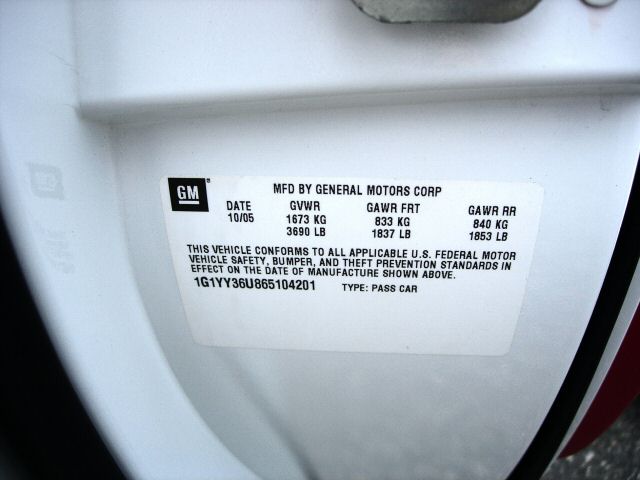 GM
MFD BY GENERAL MOTORS CORP
DATE GVWR GAWR FRT GAWR RR
10/05 1673 KG 833 KG 840 KG
3690 LB 1837 LB 1853 LB
THIS VEHICLE CONFORMS TO ALL APPLICABLE U.S. FEDERAL MOTOR
VEHICLE SAFETY, BUMPER, AND THEFT PREVENTION STANDARDS IN
EFFECT ON THE DATE OF MANUFACTURE SHOWN ABOVE.
1G1YY36U865104201 TYPE: PASS CAR